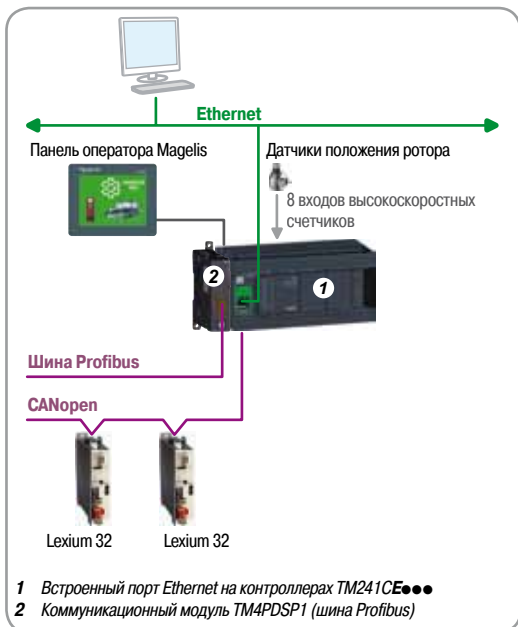 Ethernet
Панель оператора Magelis
Датчики положения ротора
8 входов высокоскоростных
счетчиков
2
1
Шина Profibus
CANopen
Lexium 32
Lexium 32
1 Встроенный порт Ethernet на контроллерах TM241CE●●●
2 Коммуникационный модуль TM4PDSP1 (шина Profibus)